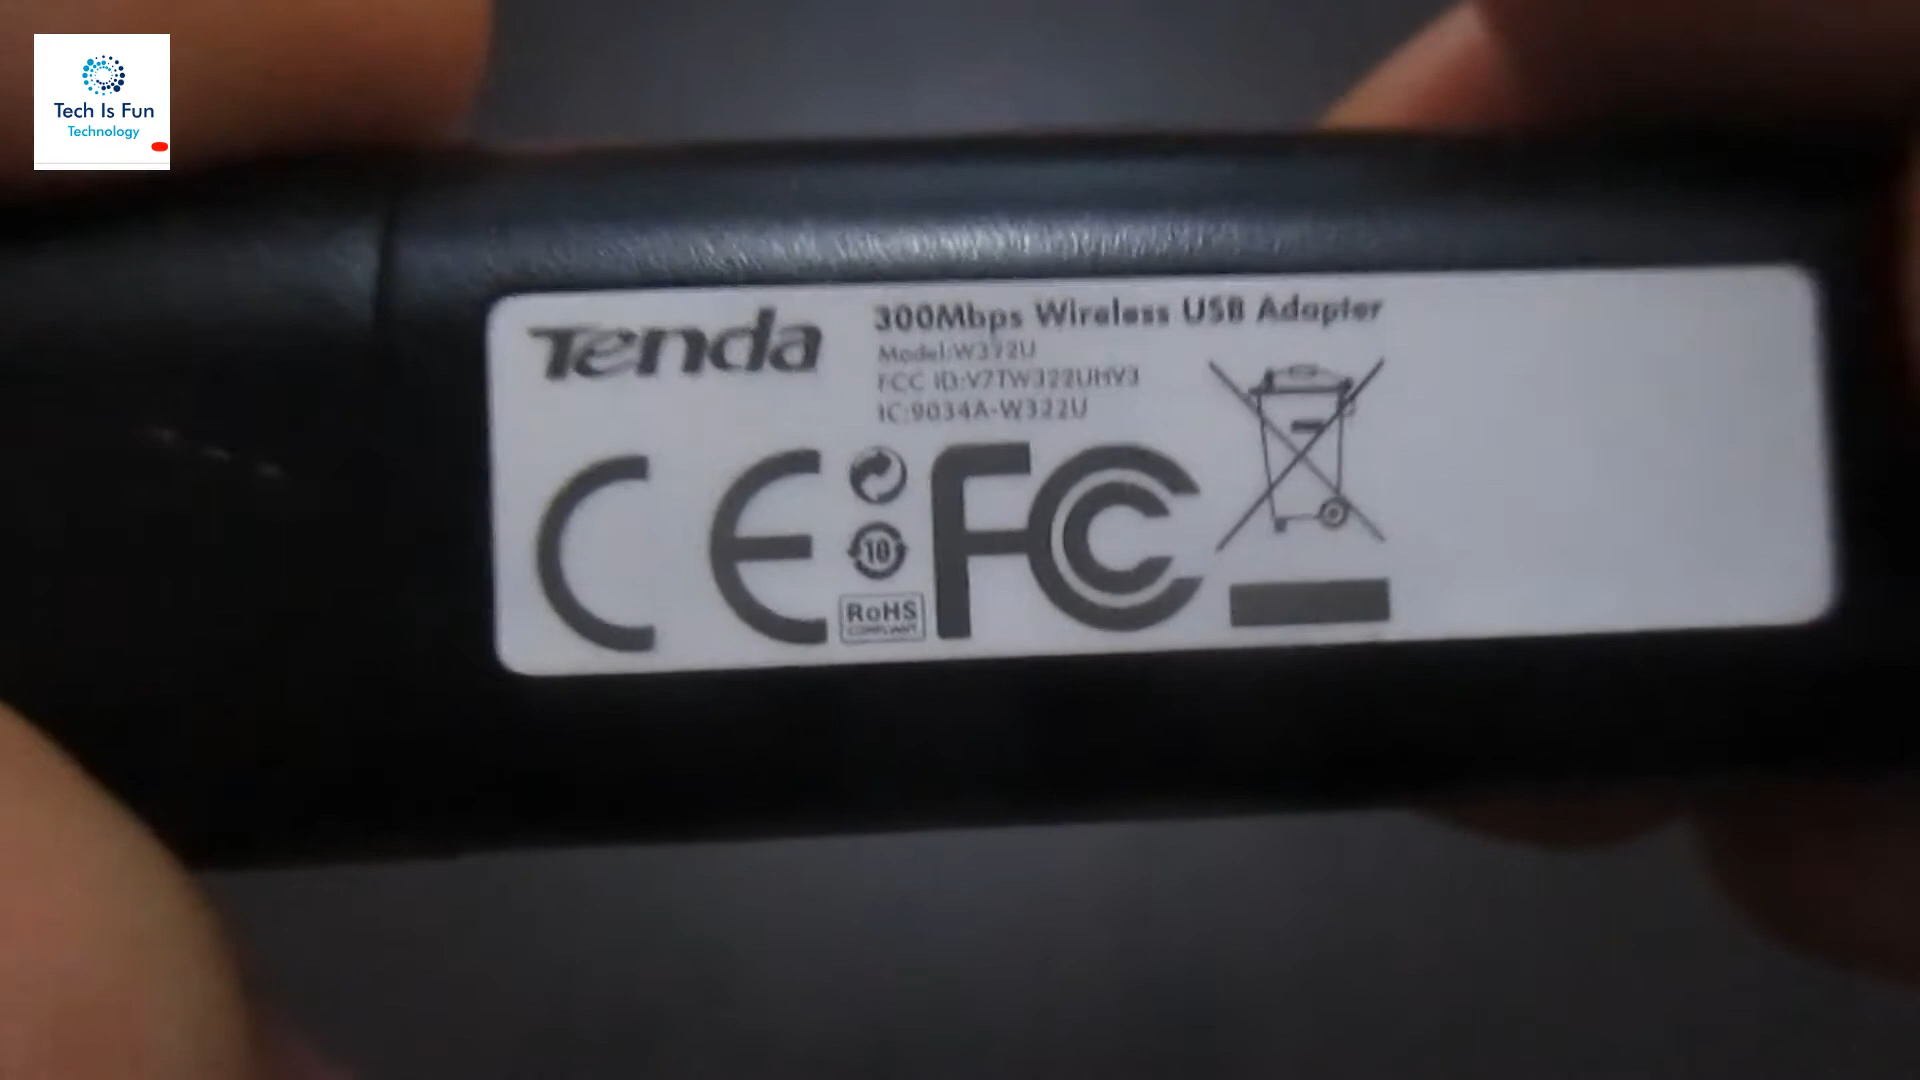 Tech Is Fun
Technology
Tenda
300Mbps Wireless USB Adapter
Model:W322U
FCC ID:V7TW322UHV3
IC:9034A-W322U
CE
10
FC
RoHS
COMPLIANT